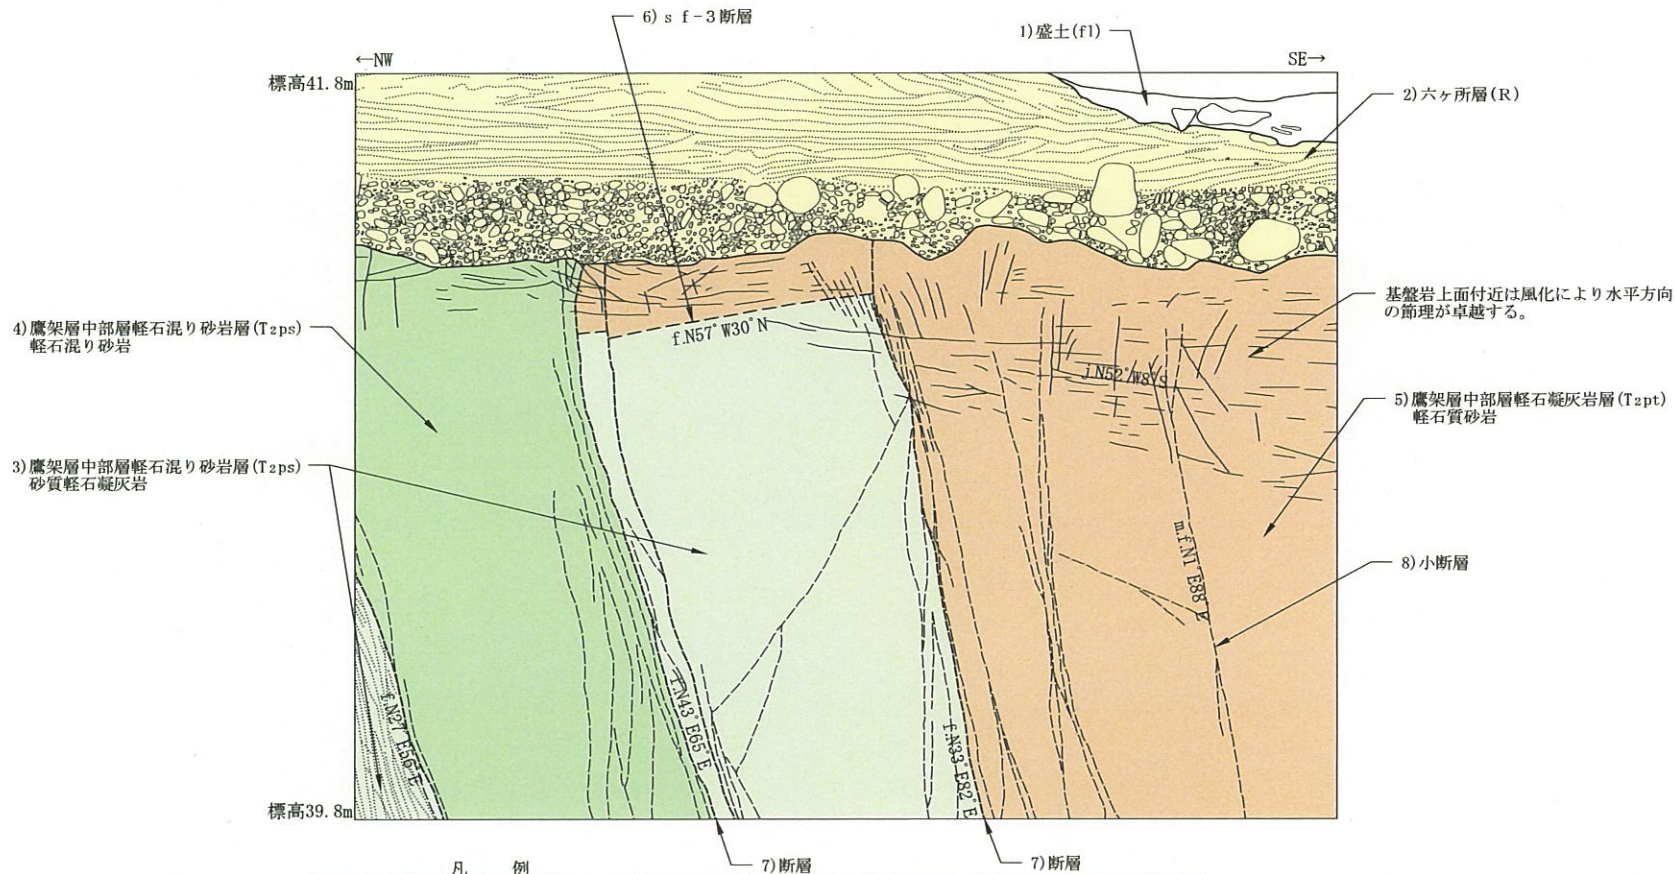 6) s f-3断層
1)盛土(fl)
←NW
SE→
標高41.8m
2)六ヶ所層(R)
基盤岩上面付近は風化により水平方向
の節理が卓越する。
4)鷹架層中部層軽石混り砂岩層(T₂ps)
軽石混り砂岩
f.N57°W30°N
j.N52°W8°S
5)鷹架層中部層軽石凝灰岩層(T₂pt)
軽石質砂岩
3)鷹架層中部層軽石混り砂岩層(T₂ps)
砂質軽石凝灰岩
m.f.N1°E88°E
8)小断層
f.N27°E56°E
f.N43°E65°E
f.N33°E82°E
標高39.8m
7)断層
7)断層
凡 例